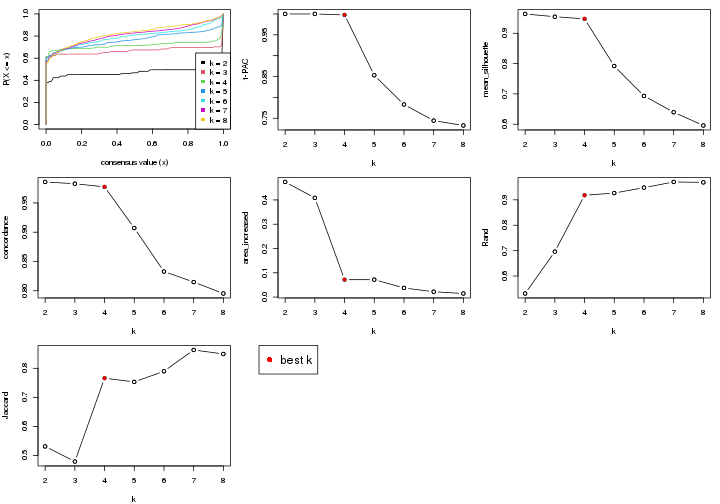 P(X <= x)
0.0 0.2 0.4 0.6 0.8 1.0
k = 2
k = 3
k = 4
k = 5
k = 6
k = 7
k = 8
0.0 0.2 0.4 0.6 0.8 1.0
consensus value (x)
1-PAC
0.75 0.85 0.95
2 3 4 5 6 7 8
k
mean_silhouette
0.6 0.7 0.8 0.9
2 3 4 5 6 7 8
k
concordance
0.80 0.85 0.90 0.95
2 3 4 5 6 7 8
k
area_increased
0.0 0.1 0.2 0.3 0.4
2 3 4 5 6 7 8
k
Rand
0.6 0.7 0.8 0.9
2 3 4 5 6 7 8
k
Jaccard
0.5 0.6 0.7 0.8
2 3 4 5 6 7 8
k
best k